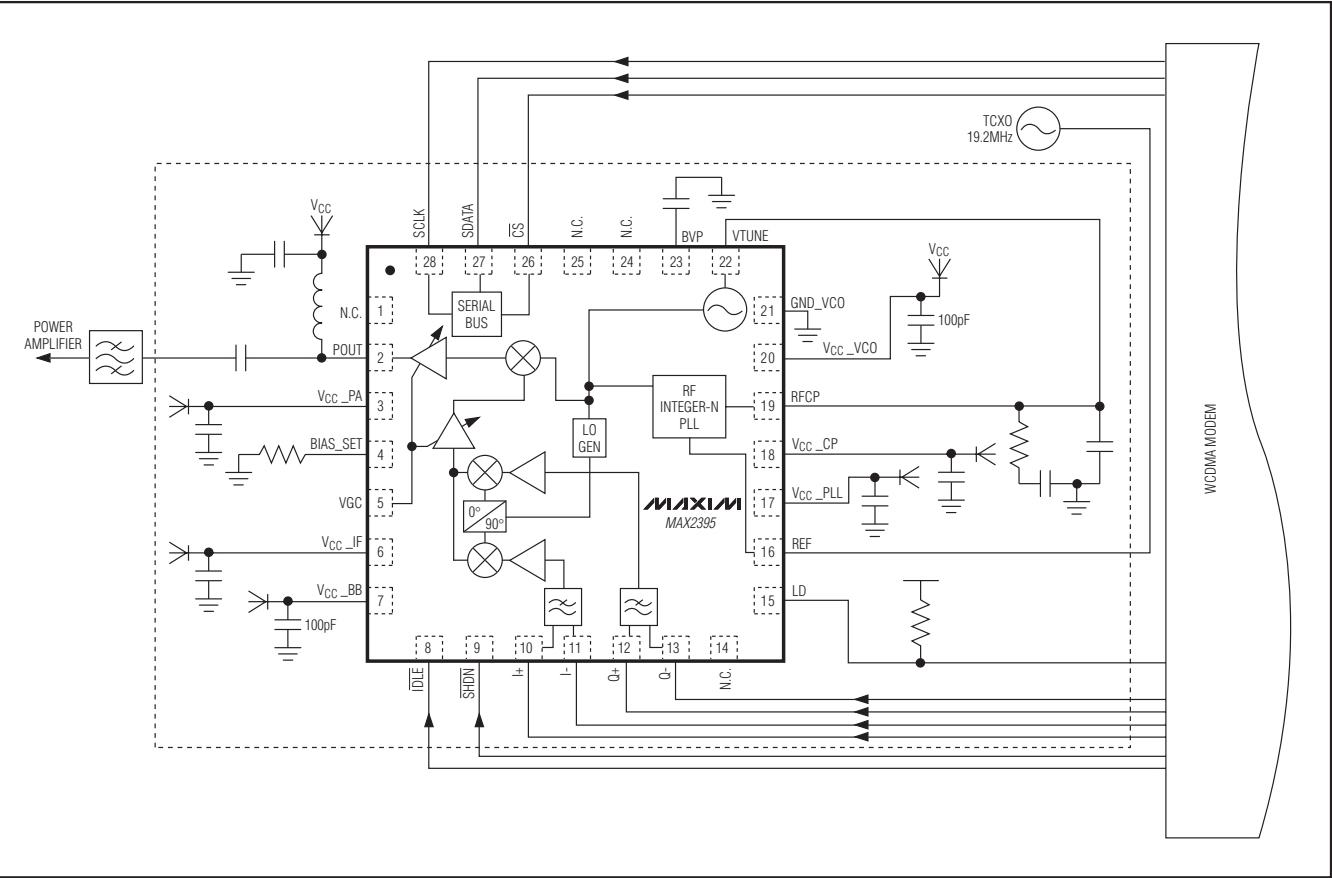 TCXO
19.2MHz
VCC
SCLK
SDATA
CS
N.C.
N.C.
BVP
VTUNE
28
27
26
25
24
23
22
VCC
N.C.
1
SERIAL
BUS
21
GND_VCO
100pF
POWER
AMPLIFIER
POUT
2
20
VCC_VCO
VCC_PA
3
RF
INTEGER-N
PLL
19
RFCP
BIAS_SET
4
LO
GEN
18
VCC_CP
WCDMA MODEM
VGC
5
0°
90°
MAXIM
MAX2395
17
VCC_PLL
VCC_IF
6
16
REF
VCC_BB
7
15
LD
100pF
8
9
10
11
12
13
14
IDLE
SHDN
I+
I-
Q+
Q-
N.C.